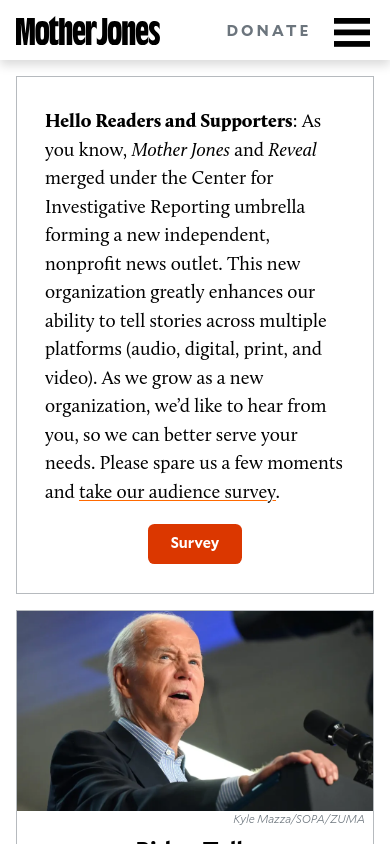 Mother Jones
DONATE
Hello Readers and Supporters: As
you know, Mother Jones and Reveal
merged under the Center for
Investigative Reporting umbrella
forming a new independent,
nonprofit news outlet. This new
organization greatly enhances our
ability to tell stories across multiple
platforms (audio, digital, print, and
video). As we grow as a new
organization, we’d like to hear from
you, so we can better serve your
needs. Please spare us a few moments
and take our audience survey.
Survey
Kyle Mazza/SOPA/ZUMA